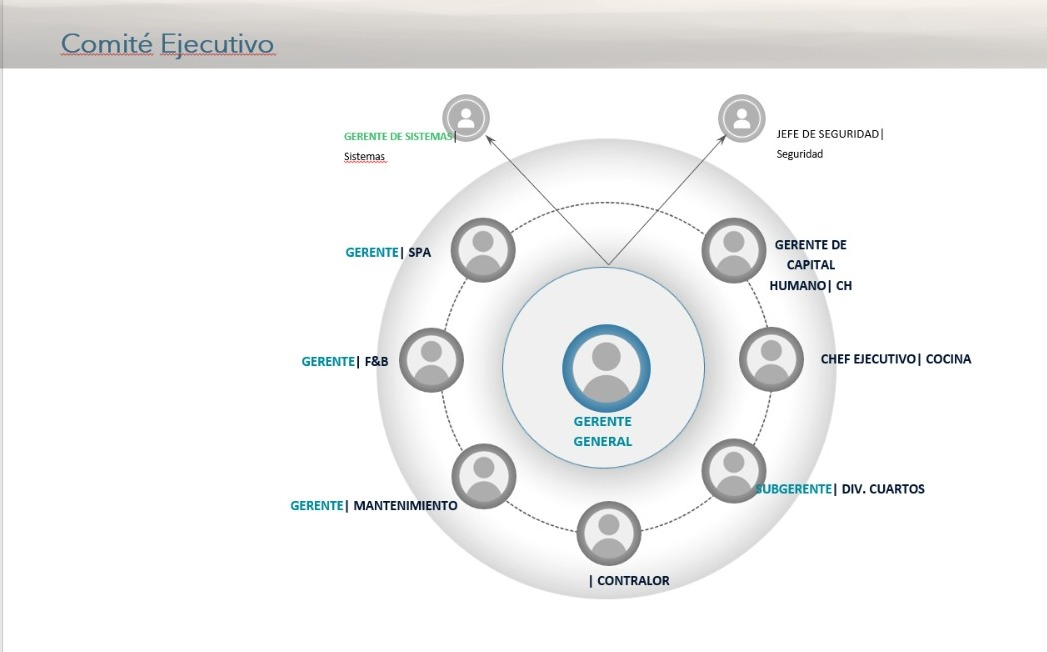 Comité Ejecutivo
GERENTE DE SISTEMAS|
Sistemas
JEFE DE SEGURIDAD|
Seguridad
GERENTE| SPA
GERENTE DE
CAPITAL
HUMANO| CH
GERENTE| F&B
CHEF EJECUTIVO| COCINA
GERENTE
GENERAL
SUBGERENTE| DIV. CUARTOS
GERENTE| MANTENIMIENTO
| CONTRALOR